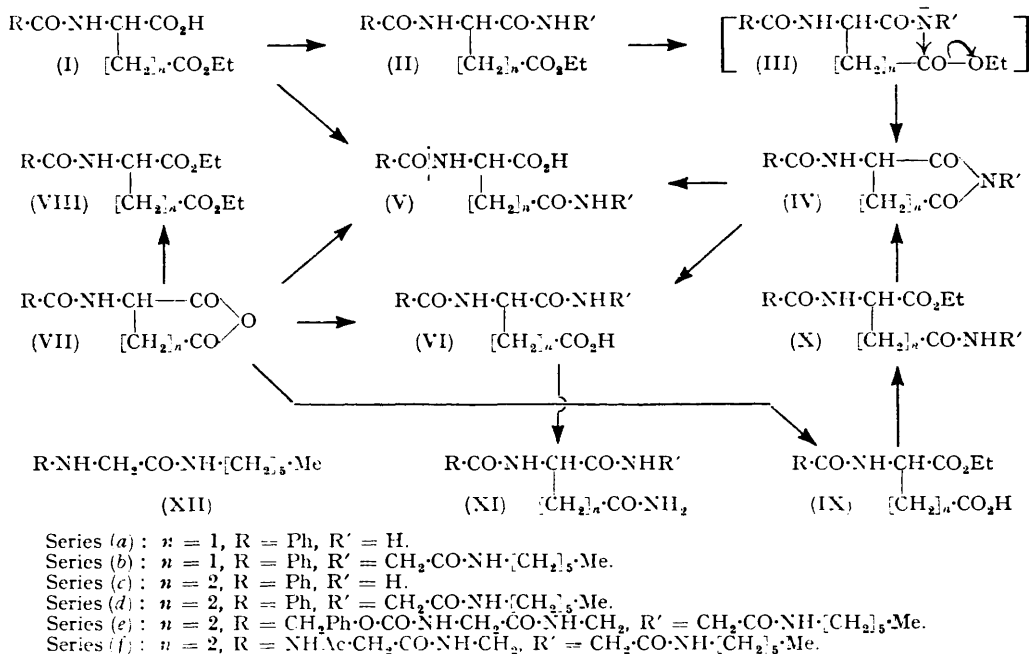 R·CO·NH·CH·CO₂H R·CO·NH·CH·CO·NHR′ R·CO·NH·CH·CO·N̄R′
(I) [CH₂]ₙ·CO₂Et (II) [CH₂]ₙ·CO₂Et (III) [CH₂]ₙ—CO—OEt
R·CO·NH·CH·CO₂Et R·CO·NH·CH·CO₂H R·CO·NH·CH—CO
NR′
(VIII) [CH₂]ₙ·CO₂Et (V) [CH₂]ₙ·CO·NHR′ (IV) [CH₂]ₙ·CO
R·CO·NH·CH—CO R·CO·NH·CH·CO·NHR′ R·CO·NH·CH·CO₂Et
O
(VII) [CH₂]ₙ·CO (VI) [CH₂]ₙ·CO₂H (X) [CH₂]ₙ·CO·NHR′
R·NH·CH₂·CO·NH·[CH₂]₅·Me R·CO·NH·CH·CO·NHR′ R·CO·NH·CH·CO₂Et
(XII) (XI) [CH₂]ₙ·CO·NH₂ (IX) [CH₂]ₙ·CO₂H
Series (a) : n = 1, R = Ph, R′ = H.
Series (b) : n = 1, R = Ph, R′ = CH₂·CO·NH·[CH₂]₅·Me.
Series (c) : n = 2, R = Ph, R′ = H.
Series (d) : n = 2, R = Ph, R′ = CH₂·CO·NH·[CH₂]₅·Me.
Series (e) : n = 2, R = CH₂Ph·O·CO·NH·CH₂·CO·NH·CH₂, R′ = CH₂·CO·NH·[CH₂]₅·Me.
Series (f) : n = 2, R = NHAc·CH₂·CO·NH·CH₂, R′ = CH₂·CO·NH·[CH₂]₅·Me.